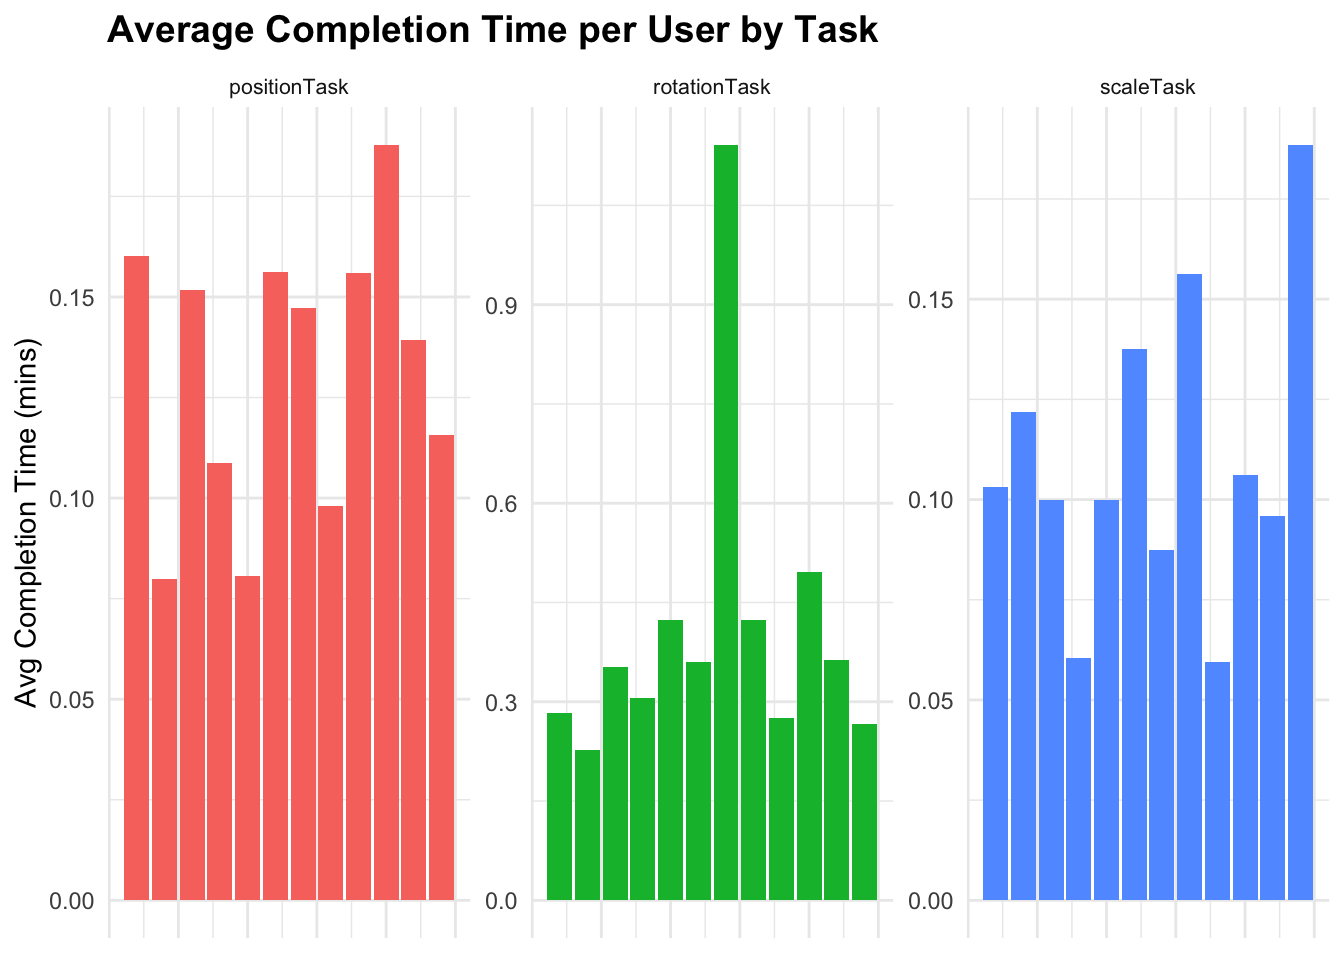 Average Completion Time per User by Task
positionTask
rotationTask
scaleTask
Avg Completion Time (mins)
0.15
0.10
0.05
0.00
0.9
0.6
0.3
0.0
0.15
0.10
0.05
0.00